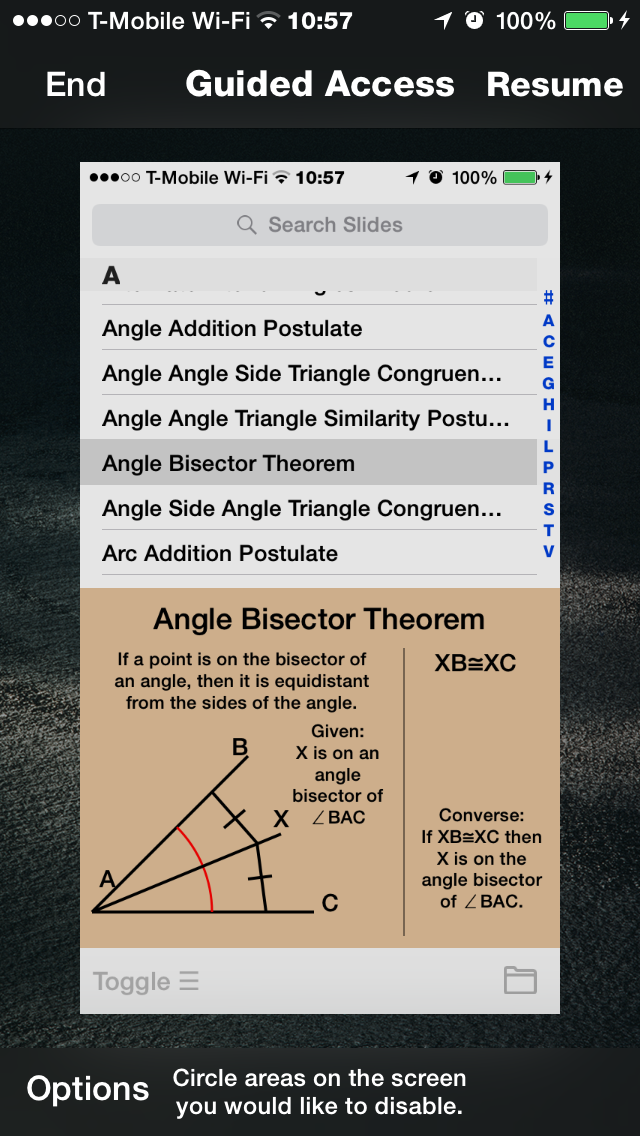 T-Mobile Wi-Fi 10:57 100%
End Guided Access Resume
T-Mobile Wi-Fi 10:57 100%
Search Slides
A
Angle Addition Postulate
Angle Angle Side Triangle Congruen...
Angle Angle Triangle Similarity Postu...
Angle Bisector Theorem
Angle Side Angle Triangle Congruen...
Arc Addition Postulate
#
A
C
E
G
H
I
L
P
R
S
T
V
Angle Bisector Theorem
If a point is on the bisector of
an angle, then it is equidistant
from the sides of the angle.
Given:
X is on an
angle
bisector of
∠BAC
B
X
A
C
XB≅XC
Converse:
If XB≅XC then
X is on the
angle bisector
of ∠BAC.
Toggle
Options
Circle areas on the screen
you would like to disable.